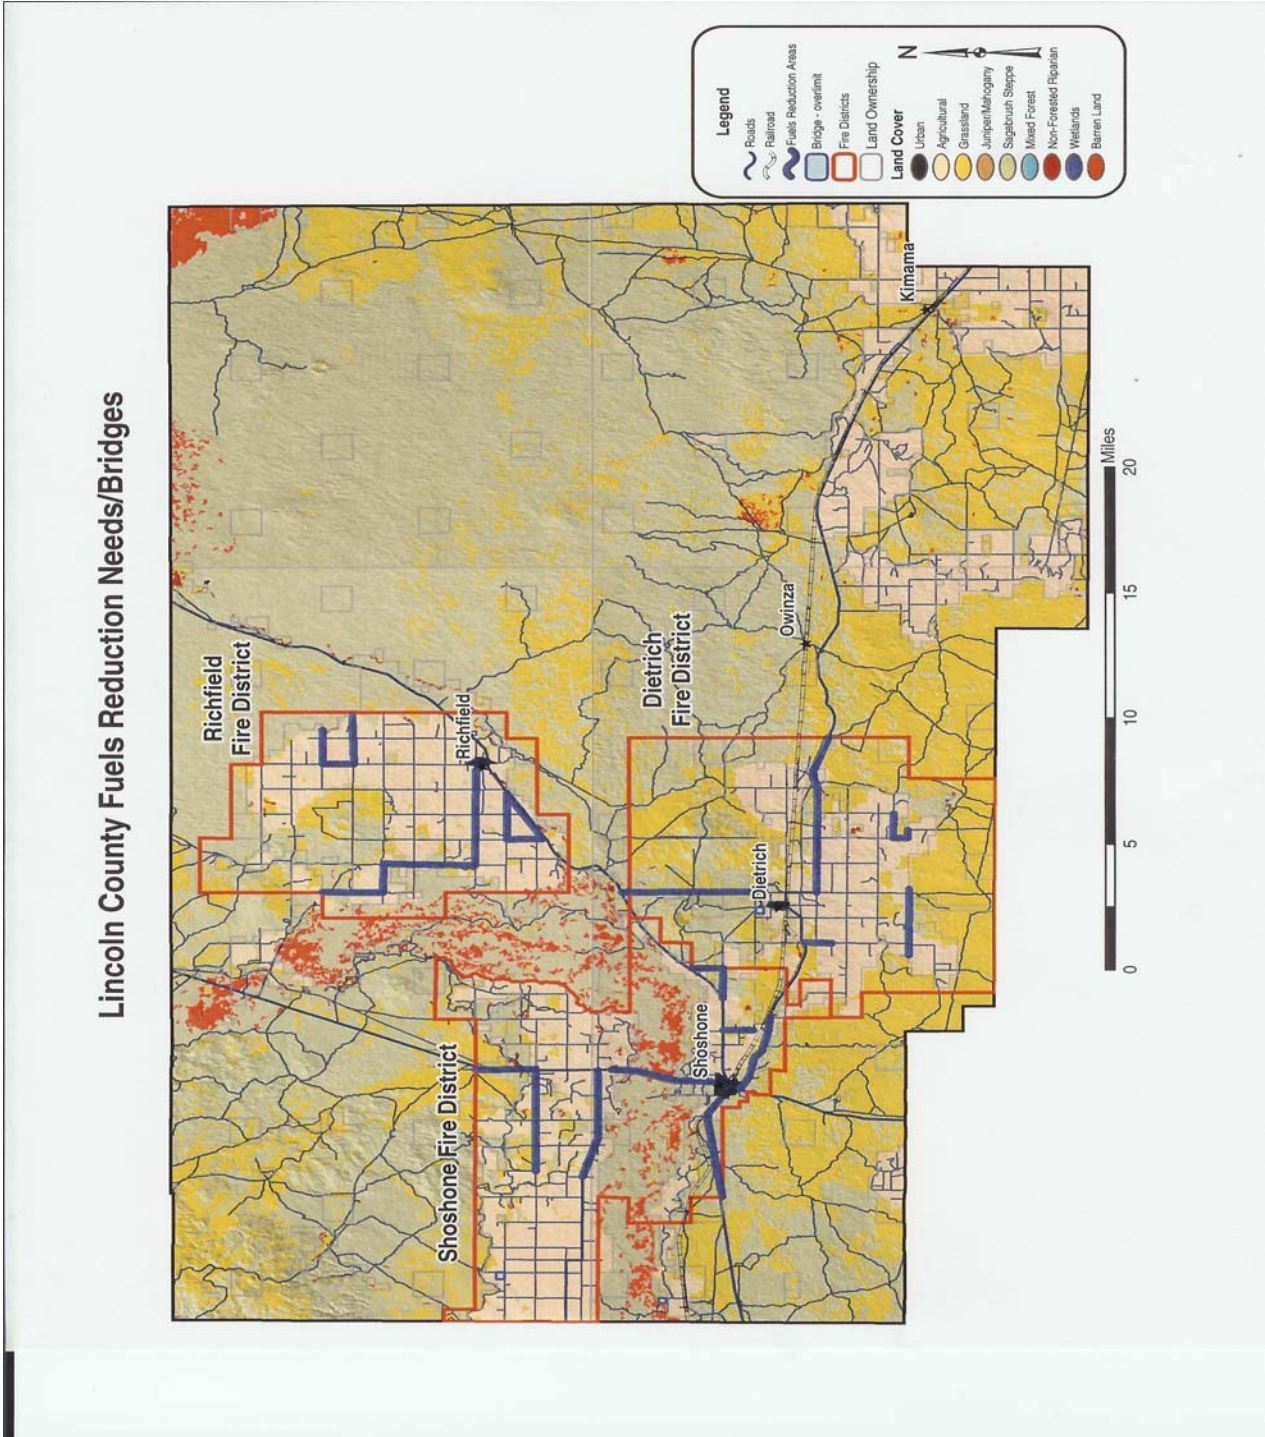 Lincoln County Fuels Reduction Needs/Bridges
Richfield
Fire District
Shoshone Fire District
Richfield
Dietrich
Fire District
Shoshone
Dietrich
Owinza
Kimama
0
5
10
15
20
Miles
Legend
Roads
Railroad
Fuels Reduction Areas
Bridge - overlimit
Fire Districts
Land Ownership
Land Cover
Urban
Agricultural
Grassland
Juniper/Mahogany
Sagebrush Steppe
Mixed Forest
Non-Forested Riparian
Wetlands
Barren Land
N